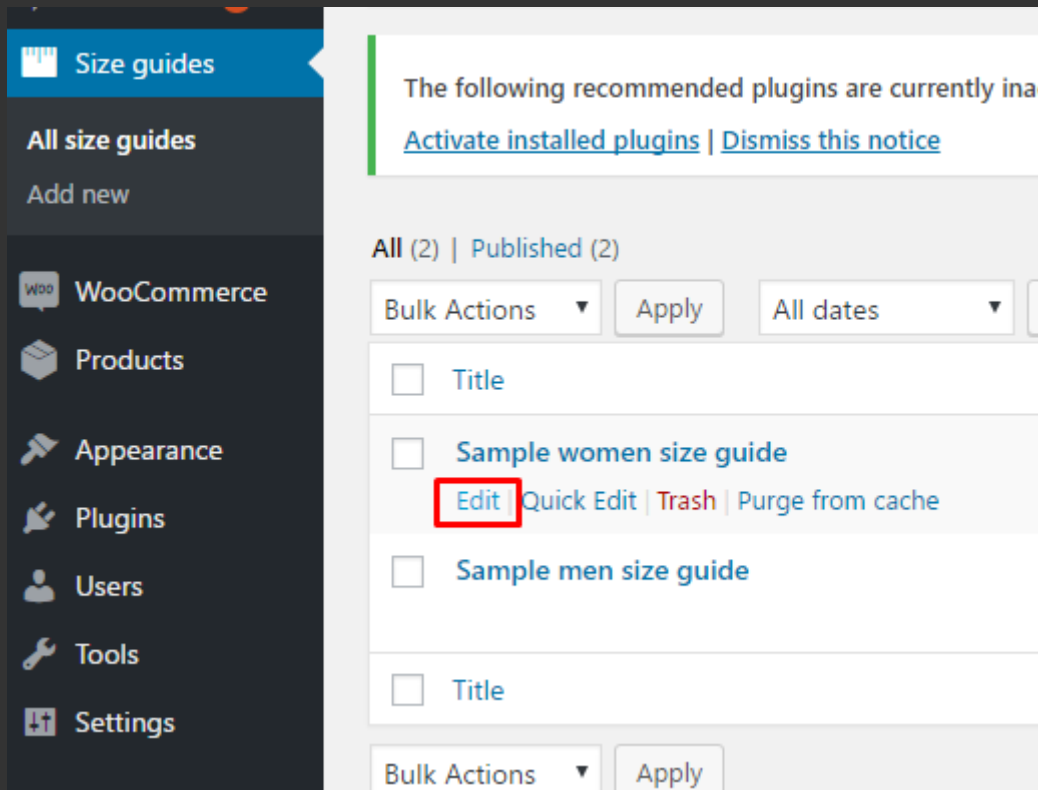 Size guides
All size guides
Add new
WOO WooCommerce
Products
Appearance
Plugins
Users
Tools
Settings
The following recommended plugins are currently
Activate installed plugins | Dismiss this notice
All (2) | Published (2)
Bulk Actions Apply All dates
Title
Sample women size guide
Edit | Quick Edit | Trash | Purge from cache
Sample men size guide
Title
Bulk Actions Apply